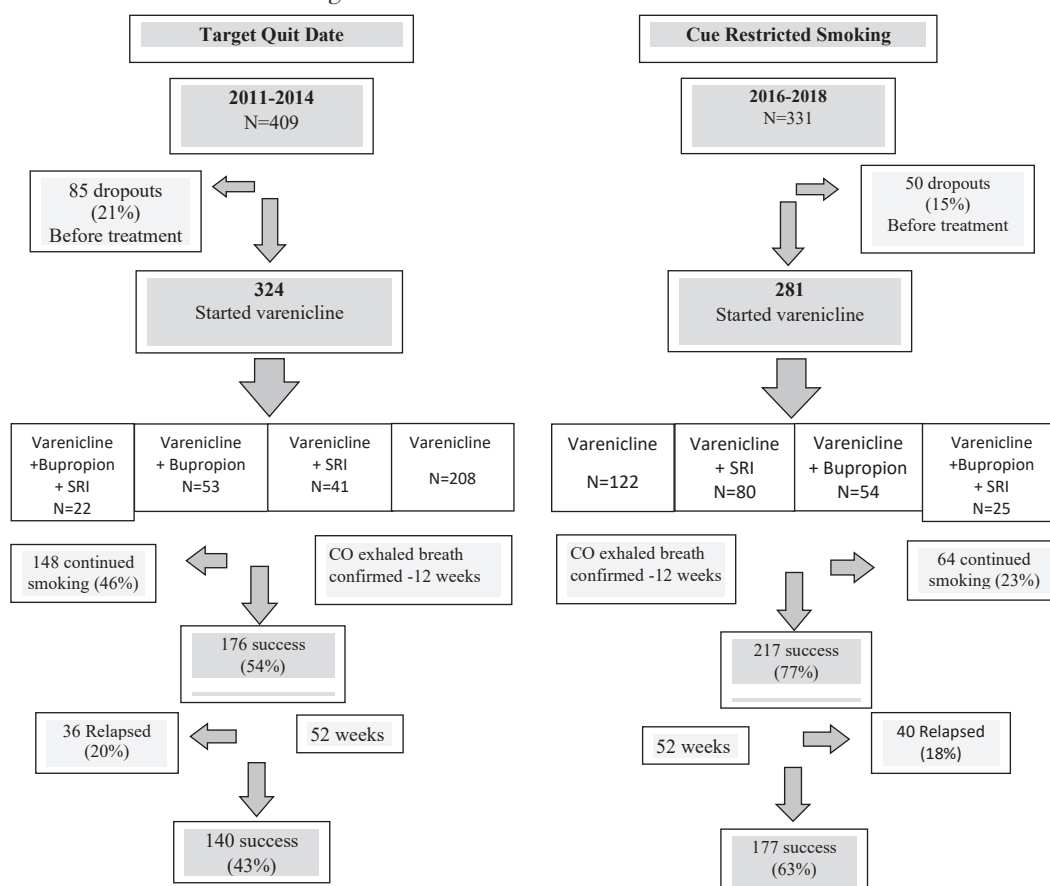 Target Quit Date
2011-2014
N=409
85 dropouts
(21%)
Before treatment
324
Started varenicline
Varenicline
+Bupropion
+ SRI
N=22
Varenicline
+ Bupropion
N=53
Varenicline
+ SRI
N=41
Varenicline
N=208
148 continued
smoking (46%)
CO exhaled breath
confirmed -12 weeks
176 success
(54%)
36 Relapsed
(20%)
52 weeks
140 success
(43%)
Cue Restricted Smoking
2016-2018
N=331
50 dropouts
(15%)
Before treatment
281
Started varenicline
Varenicline
N=122
Varenicline
+ SRI
N=80
Varenicline
+ Bupropion
N=54
Varenicline
+Bupropion
+ SRI
N=25
CO exhaled breath
confirmed -12 weeks
64 continued
smoking (23%)
217 success
(77%)
52 weeks
40 Relapsed
(18%)
177 success
(63%)